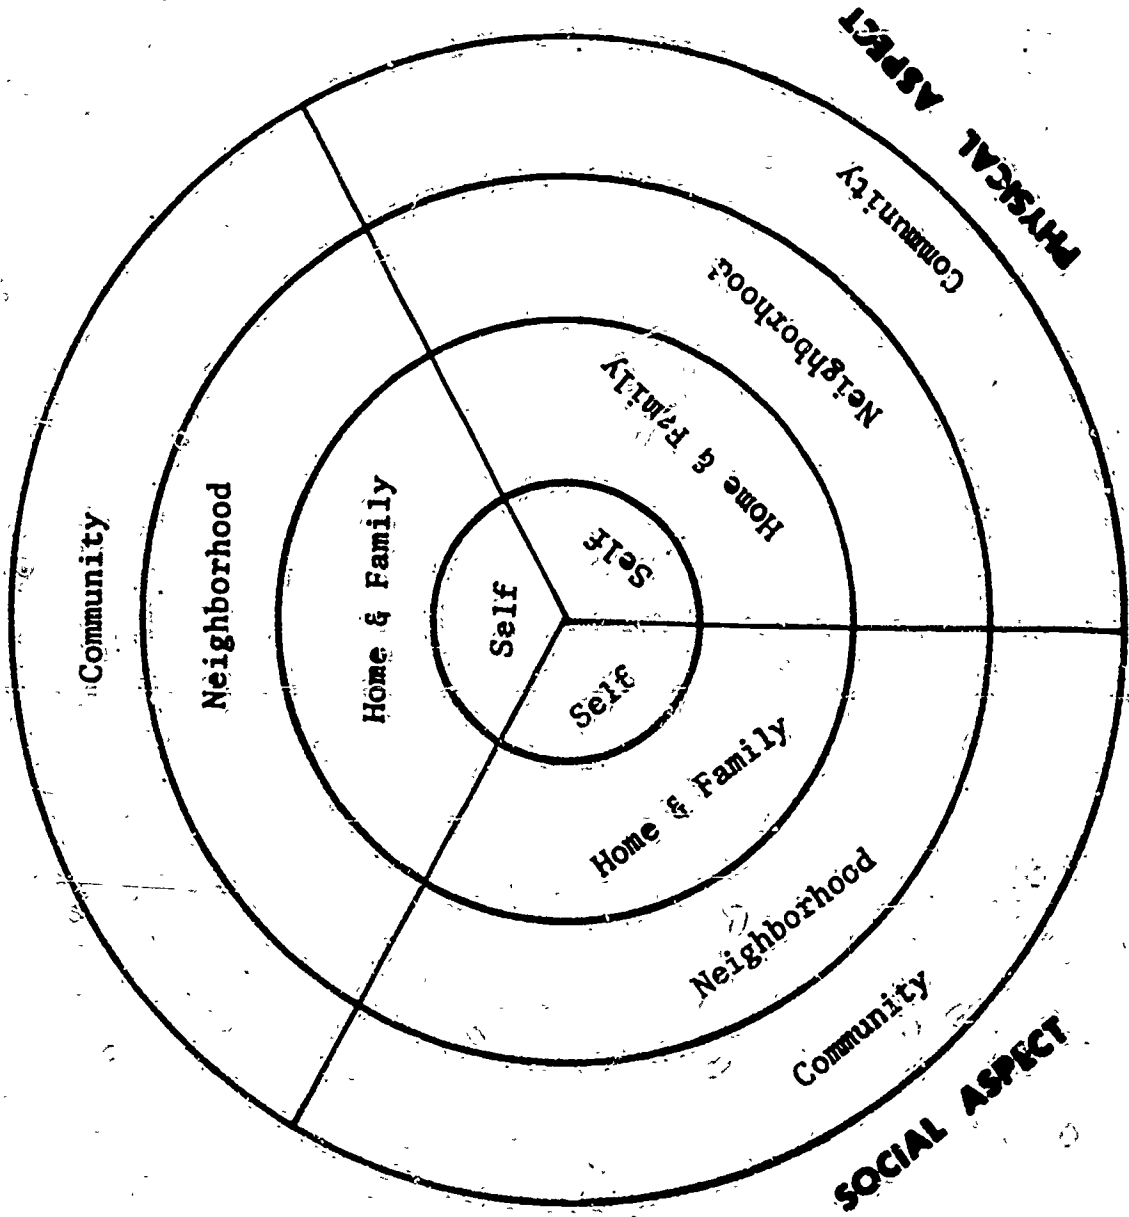 PHYSICAL ASPECT
Community
Neighborhood
Home & Family
Self
Community
Neighborhood
Home & Family
Self
Self
Home & Family
Neighborhood
Community
SOCIAL ASPECT